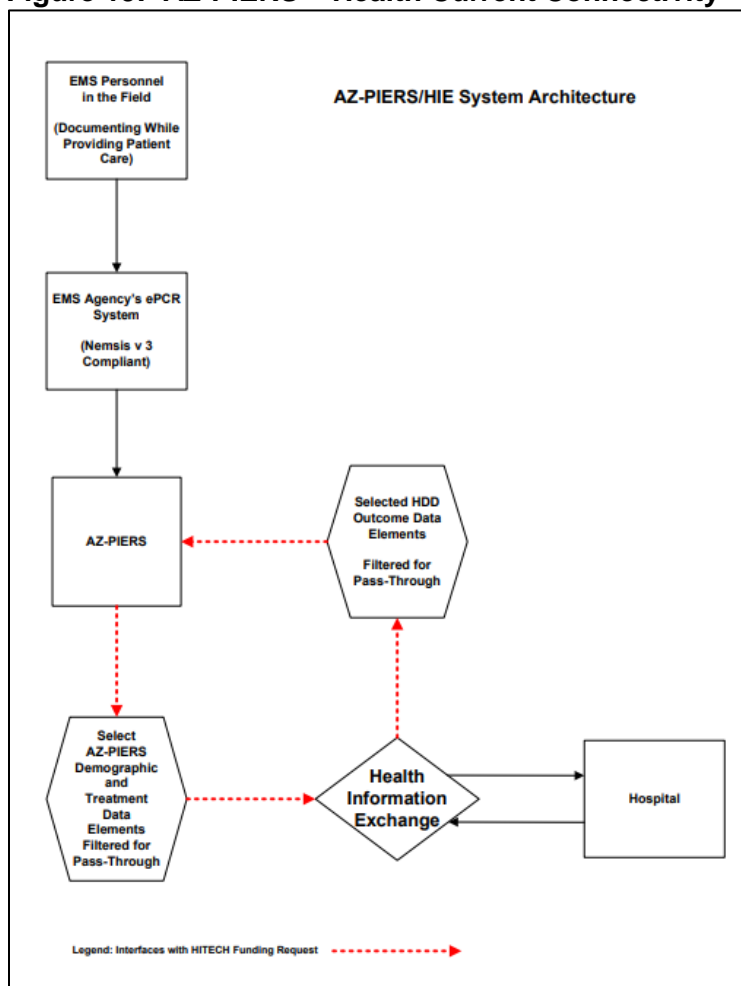 EMS Personnel
in the Field
(Documenting While
Providing Patient
Care)
AZ-PIERS/HIE System Architecture
EMS Agency's ePCR
System
(Nemsis v 3
Compliant)
AZ-PIERS
Selected HDD
Outcome Data
Elements
Filtered for
Pass-Through
Select
AZ-PIERS
Demographic
and
Treatment
Data
Elements
Filtered for
Pass-Through
Health
Information
Exchange
Hospital
Legend: Interfaces with HITECH Funding Request